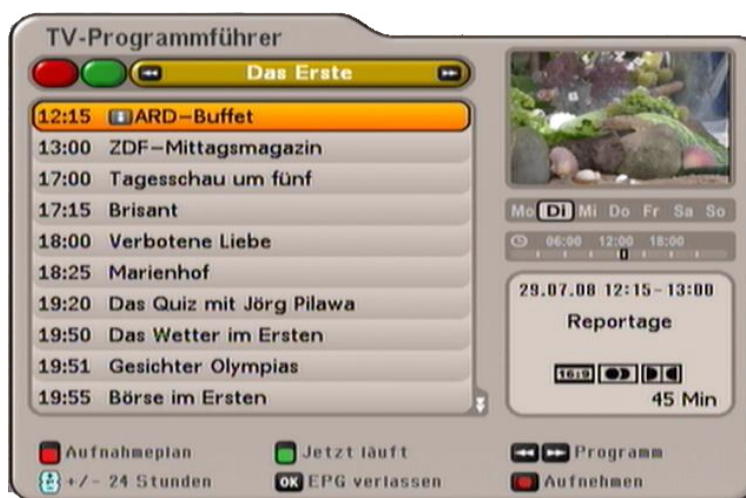 TV-Programmführer
Das Erste
12:15 ARD-Buffet
13:00 ZDF-Mittagsmagazin
17:00 Tagesschau um fünf
17:15 Brisant
18:00 Verbotene Liebe
18:25 Marienhof
19:20 Das Quiz mit Jörg Pilawa
19:50 Das Wetter im Ersten
19:51 Gesichter Olympias
19:55 Börse im Ersten
Mo Di Mi Do Fr Sa So
06:00 12:00 18:00
29.07.08 12:15-13:00
Reportage
16:9
45 Min
Aufnahmeplan Jetzt läuft Programm
+/- 24 Stunden OK EPG verlassen Aufnehmen